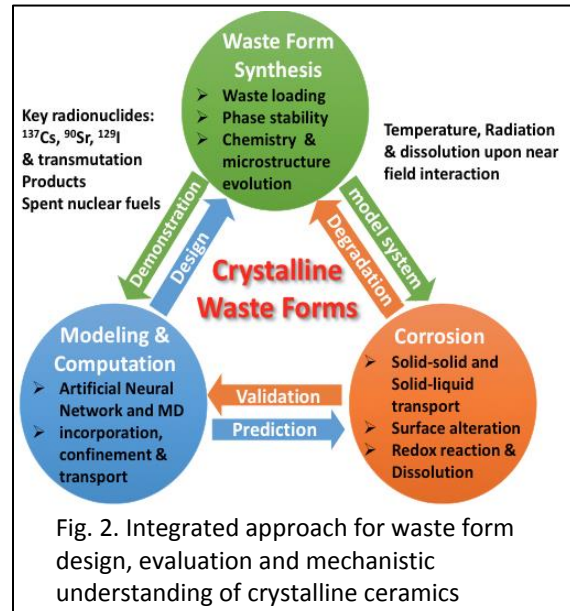 Waste Form
Synthesis
➢ Waste loading
➢ Phase stability
➢ Chemistry &
microstructure
evolution
Key radionuclides:
¹³⁷Cs, ⁹⁰Sr, ¹²⁹I
& transmutation
Products
Spent nuclear fuels
Temperature, Radiation
& dissolution upon near
field interaction
Demonstration
Design
model system
Degradation
Crystalline
Waste Forms
Modeling &
Computation
➢ Artificial Neural
Network and MD
➢ incorporation,
confinement &
transport
Validation
Prediction
Corrosion
➢ Solid-solid and
Solid-liquid
transport
➢ Surface alteration
➢ Redox reaction &
Dissolution
Fig. 2. Integrated approach for waste form
design, evaluation and mechanistic
understanding of crystalline ceramics